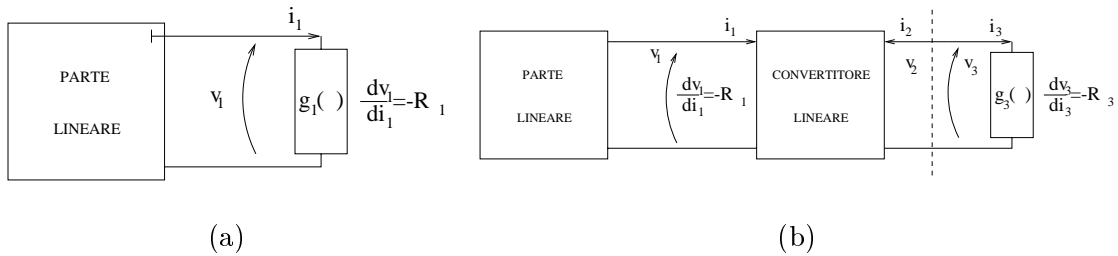 i₁
PARTE
LINEARE
v₁
g₁( )
dv₁/di₁=-R₁
(a)
PARTE
LINEARE
i₁
v₁
dv₁/di₁=-R₁
CONVERTITORE
LINEARE
i₂
i₃
v₂
v₃
g₃( )
dv₃/di₃=-R₃
(b)